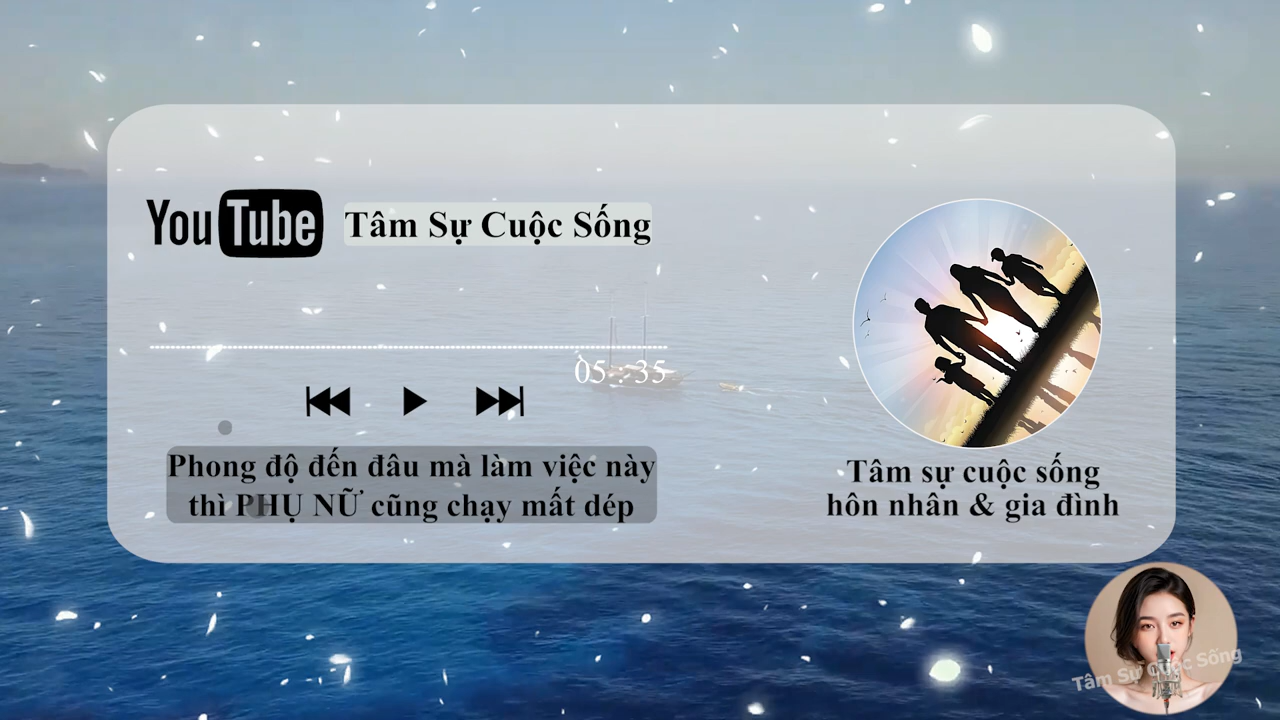 YouTube
Tâm Sự Cuộc Sống
05:35
Phong độ đến đâu mà làm việc này
thì PHỤ NỮ cũng chạy mất dép
Tâm sự cuộc sống
hôn nhân & gia đình
Tâm Sự Cuộc Sống